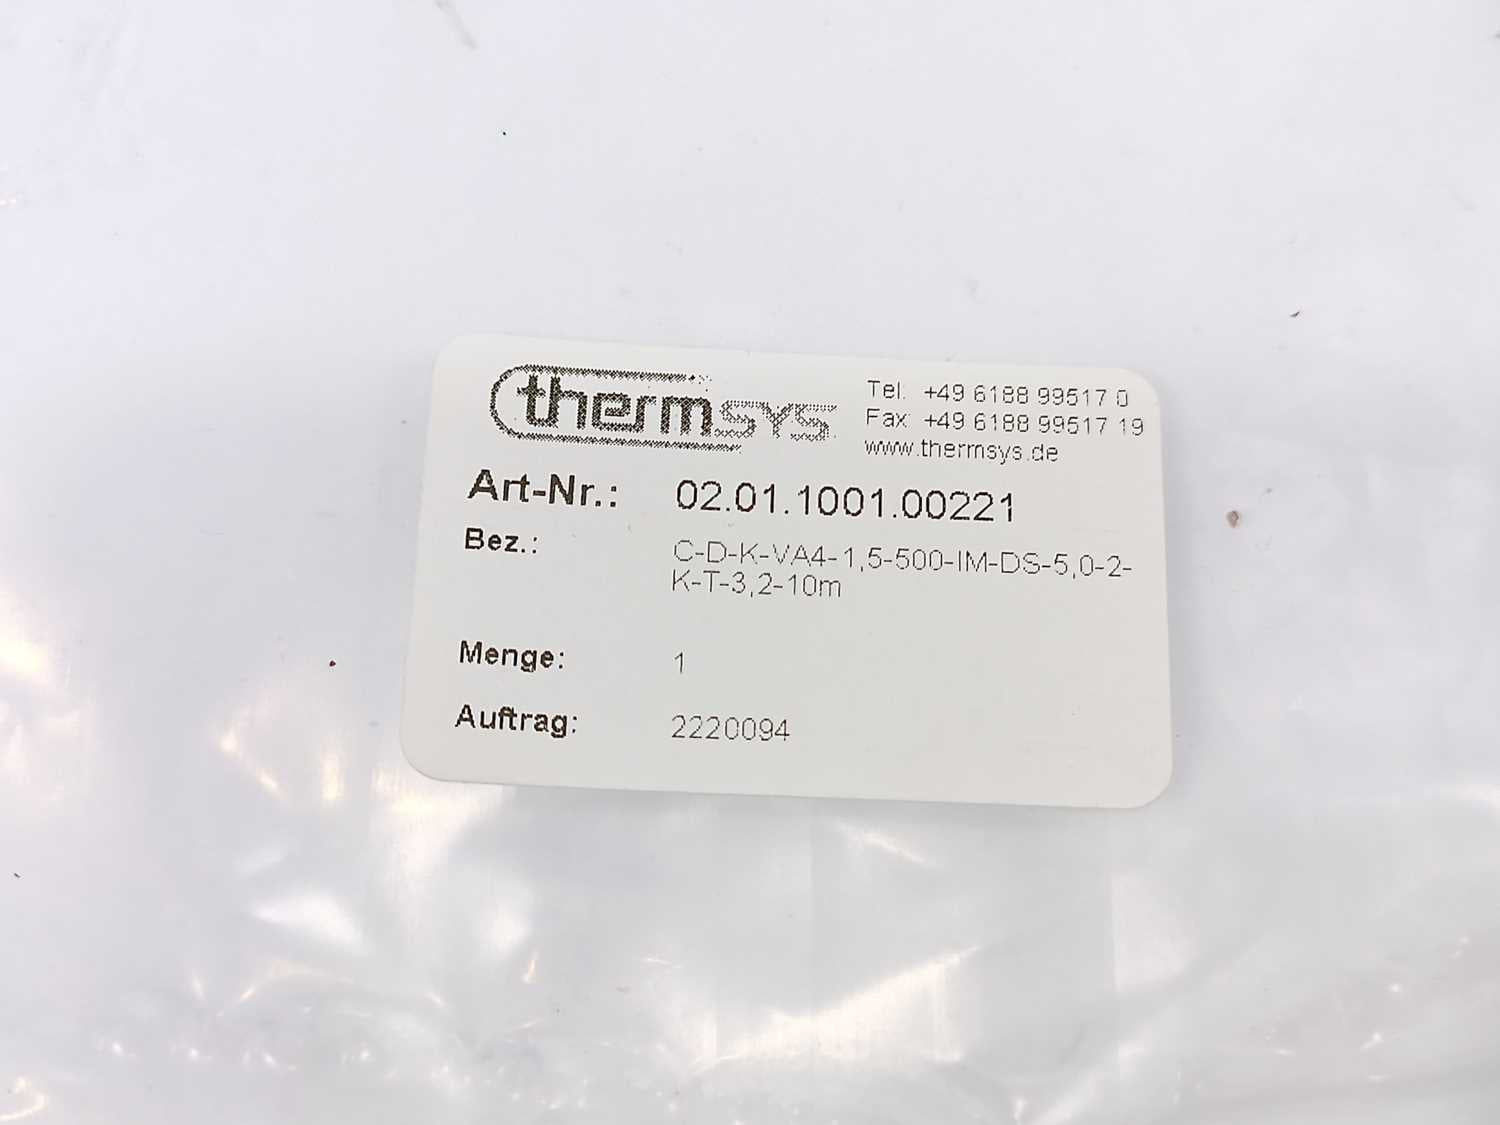 thermsys
Tel: +49 6188 99517 0
Fax: +49 6188 99517 19
www.thermsys.de
Art-Nr.: 02.01.1001.00221
Bez.: C-D-K-VA4-1,5-500-IM-DS-5,0-2-
K-T-3,2-10m
Menge: 1
Auftrag: 2220094